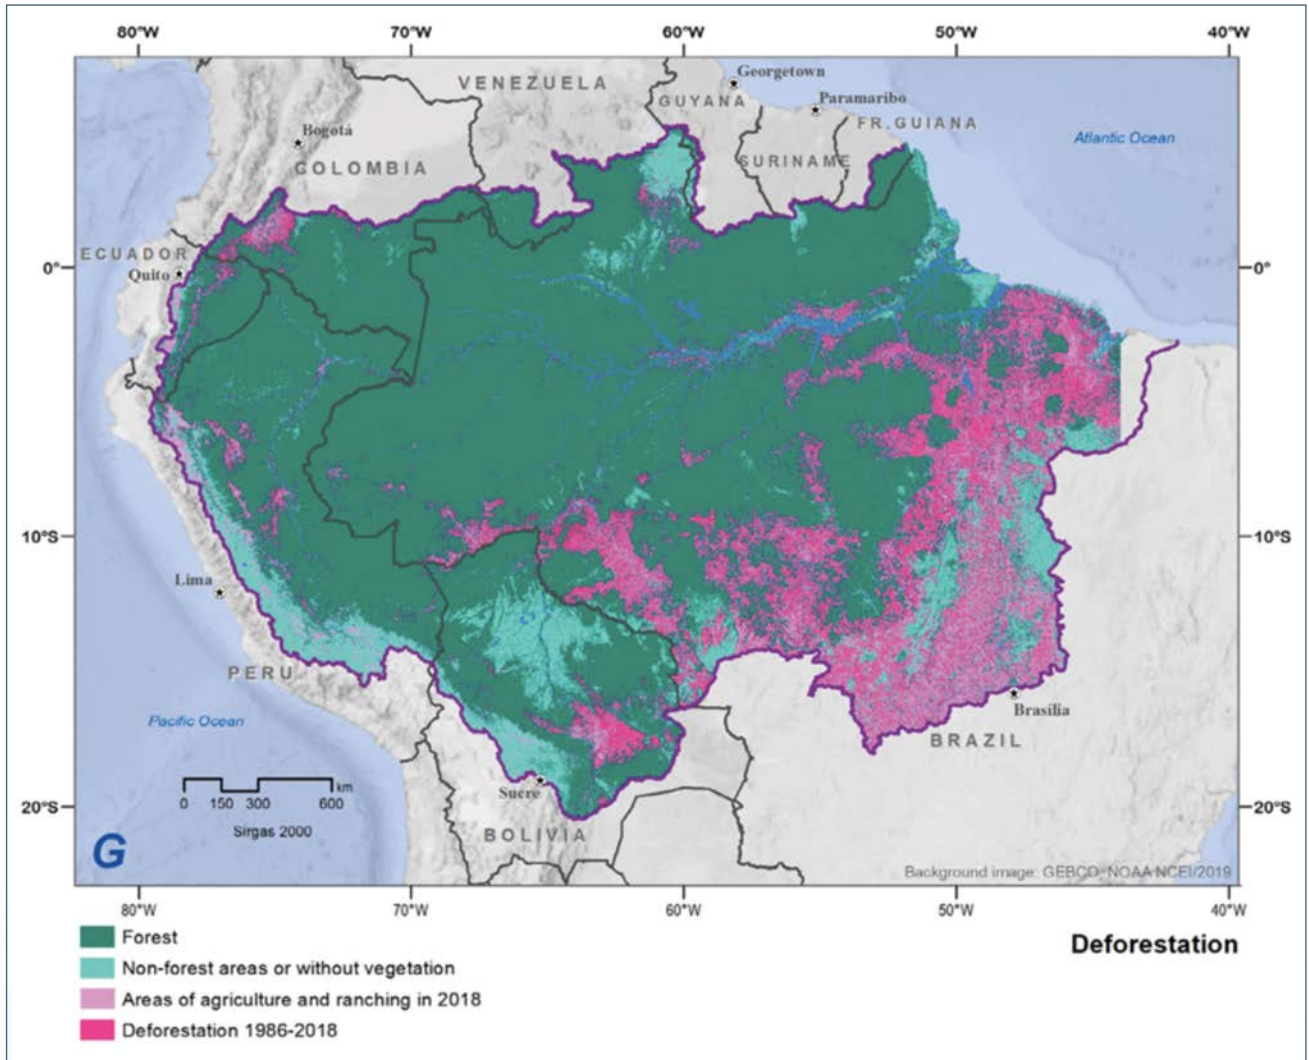 80°W 70°W 60°W 50°W 40°W
VENEZUELA
Georgetown
GUYANA
Paramaribo
FR.GUIANA
Bogotá
COLOMBIA
SURINAME
Atlantic Ocean
ECUADOR
Quito
0° 0°
10°S 10°S
Lima
PERU
Pacific Ocean
Brasília
BRAZIL
0 150 300 600 km
Sirgas 2000
Sucre
20°S 20°S
BOLIVIA
G
Background image: GEBCO-NOAA NCEI/2019
80°W 70°W 60°W 50°W 40°W
Forest
Non-forest areas or without vegetation
Areas of agriculture and ranching in 2018
Deforestation 1986-2018
Deforestation